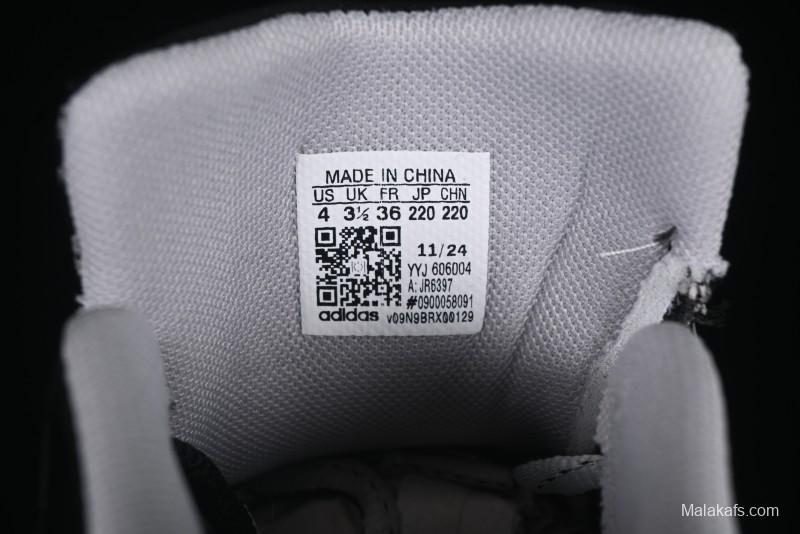 MADE IN CHINA
US UK FR JP CHN
4 3½ 36 220 220
11/24
YYJ 606004
A: JR6397
#0900058091
adidas v09N9BRX00129
Malakafs.com